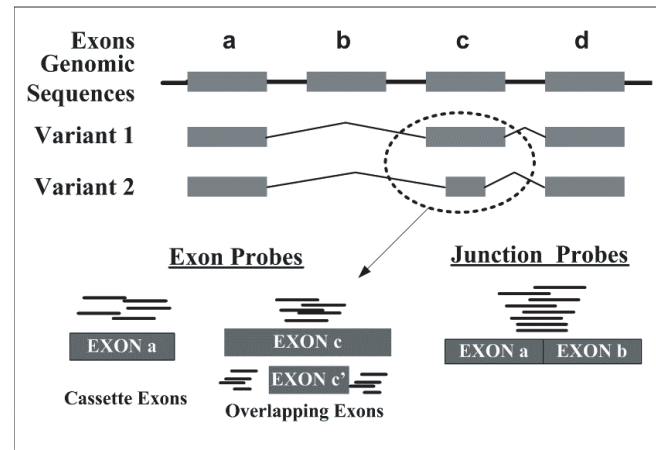 Exons a b c d
Genomic
Sequences
Variant 1
Variant 2
Exon Probes
Junction Probes
EXON a
EXON c
EXON a EXON b
EXON c’
Cassette Exons
Overlapping Exons